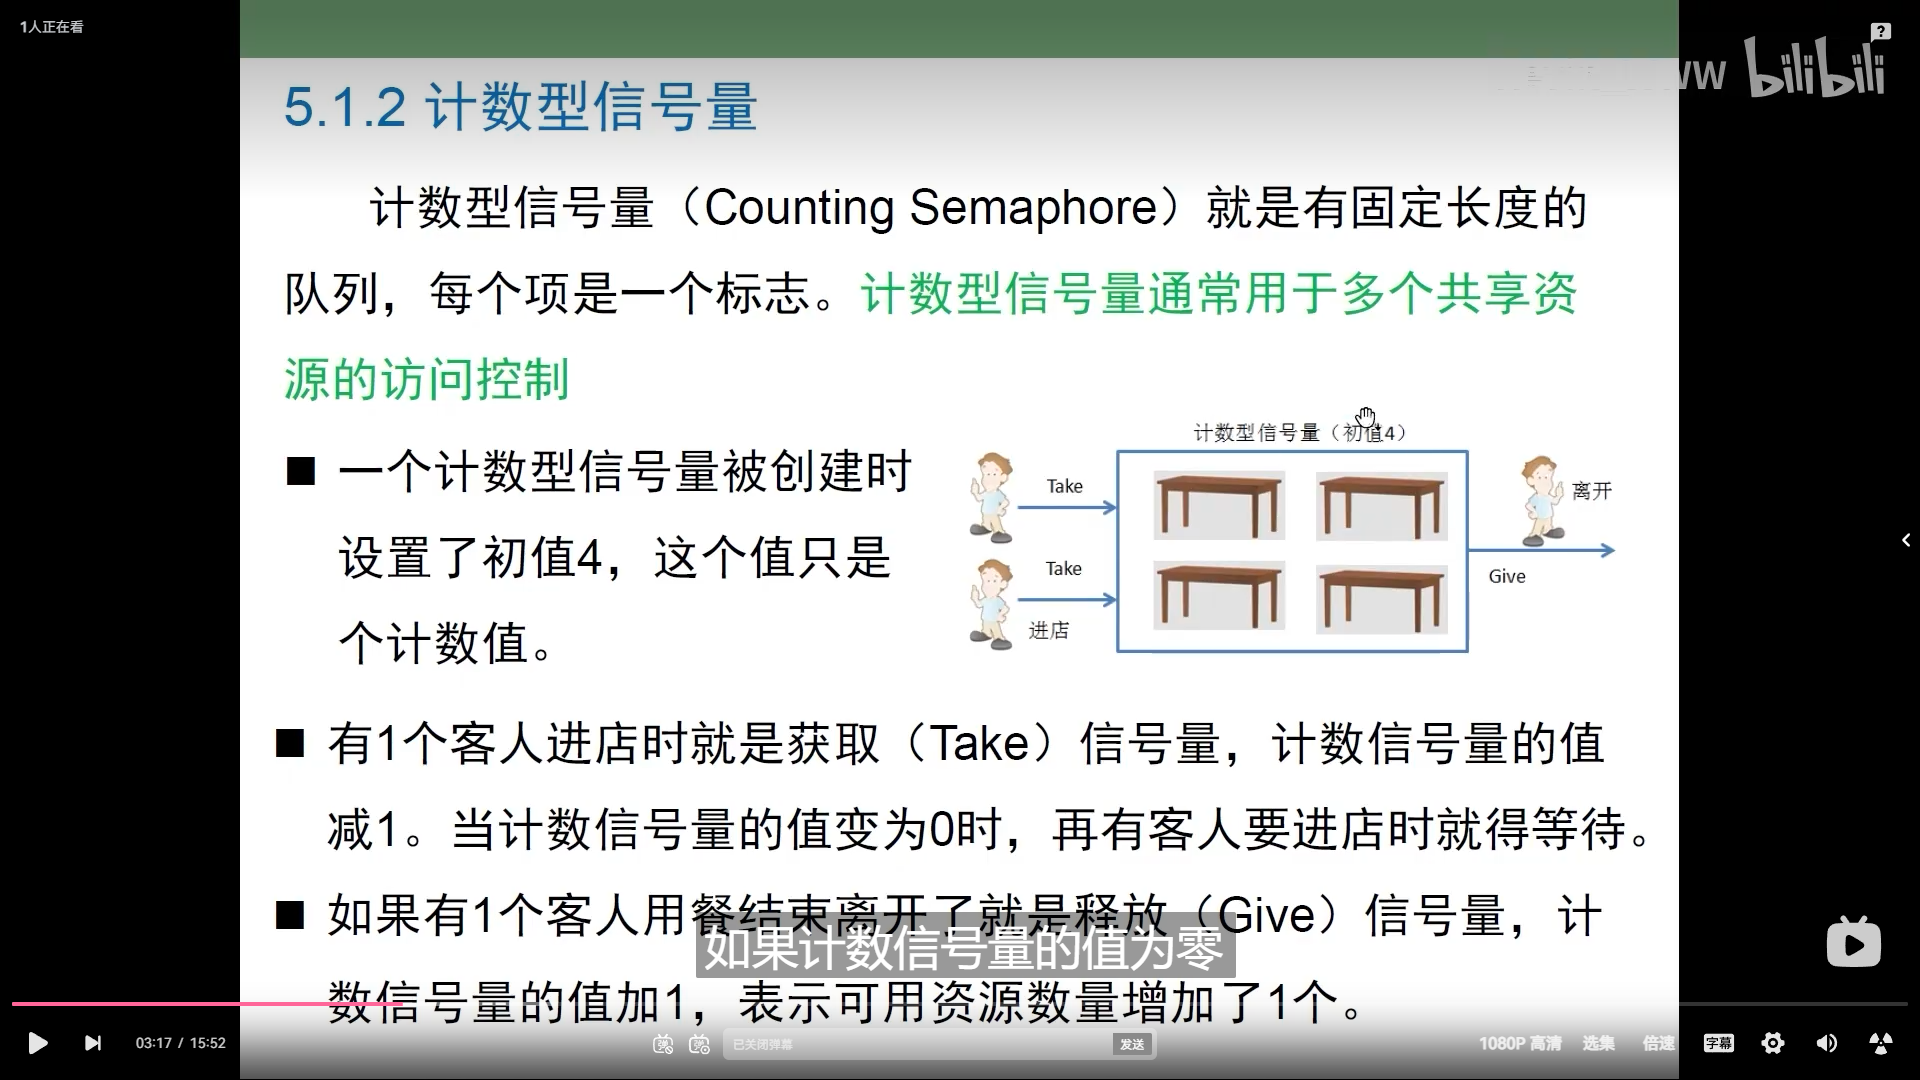 1人正在看
bilibili
5.1.2 计数型信号量
计数型信号量（Counting Semaphore）就是有固定长度的
队列，每个项是一个标志。计数型信号量通常用于多个共享资
源的访问控制
■ 一个计数型信号量被创建时
设置了初值4，这个值只是
个计数值。
计数型信号量（初值4）
Take
Take
进店
离开
Give
■ 有1个客人进店时就是获取（Take）信号量，计数信号量的值
减1。当计数信号量的值变为0时，再有客人要进店时就得等待。
■ 如果有1个客人用餐结束离开了就是释放（Give）信号量，计
如果计数信号量的值为零
数信号量的值加1，表示可用资源数量增加了1个。
03:17 / 15:52
已关闭弹幕
发送
1080P 高清
选集
倍速
字幕